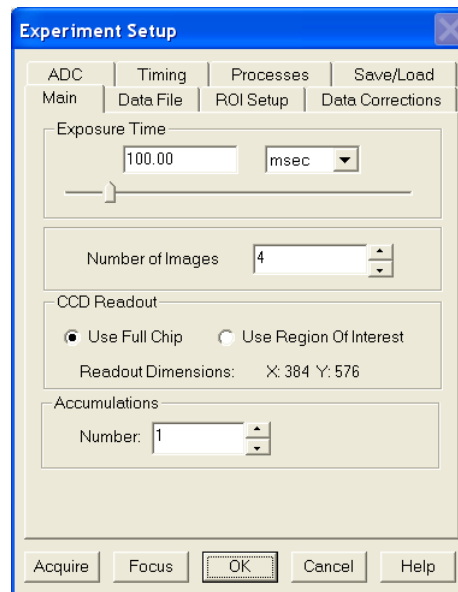 Experiment Setup
ADC Timing Processes Save/Load
Main Data File ROI Setup Data Corrections
Exposure Time
100.00 msec
Number of Images 4
CCD Readout
Use Full Chip Use Region Of Interest
Readout Dimensions: X: 384 Y: 576
Accumulations
Number: 1
Acquire Focus OK Cancel Help